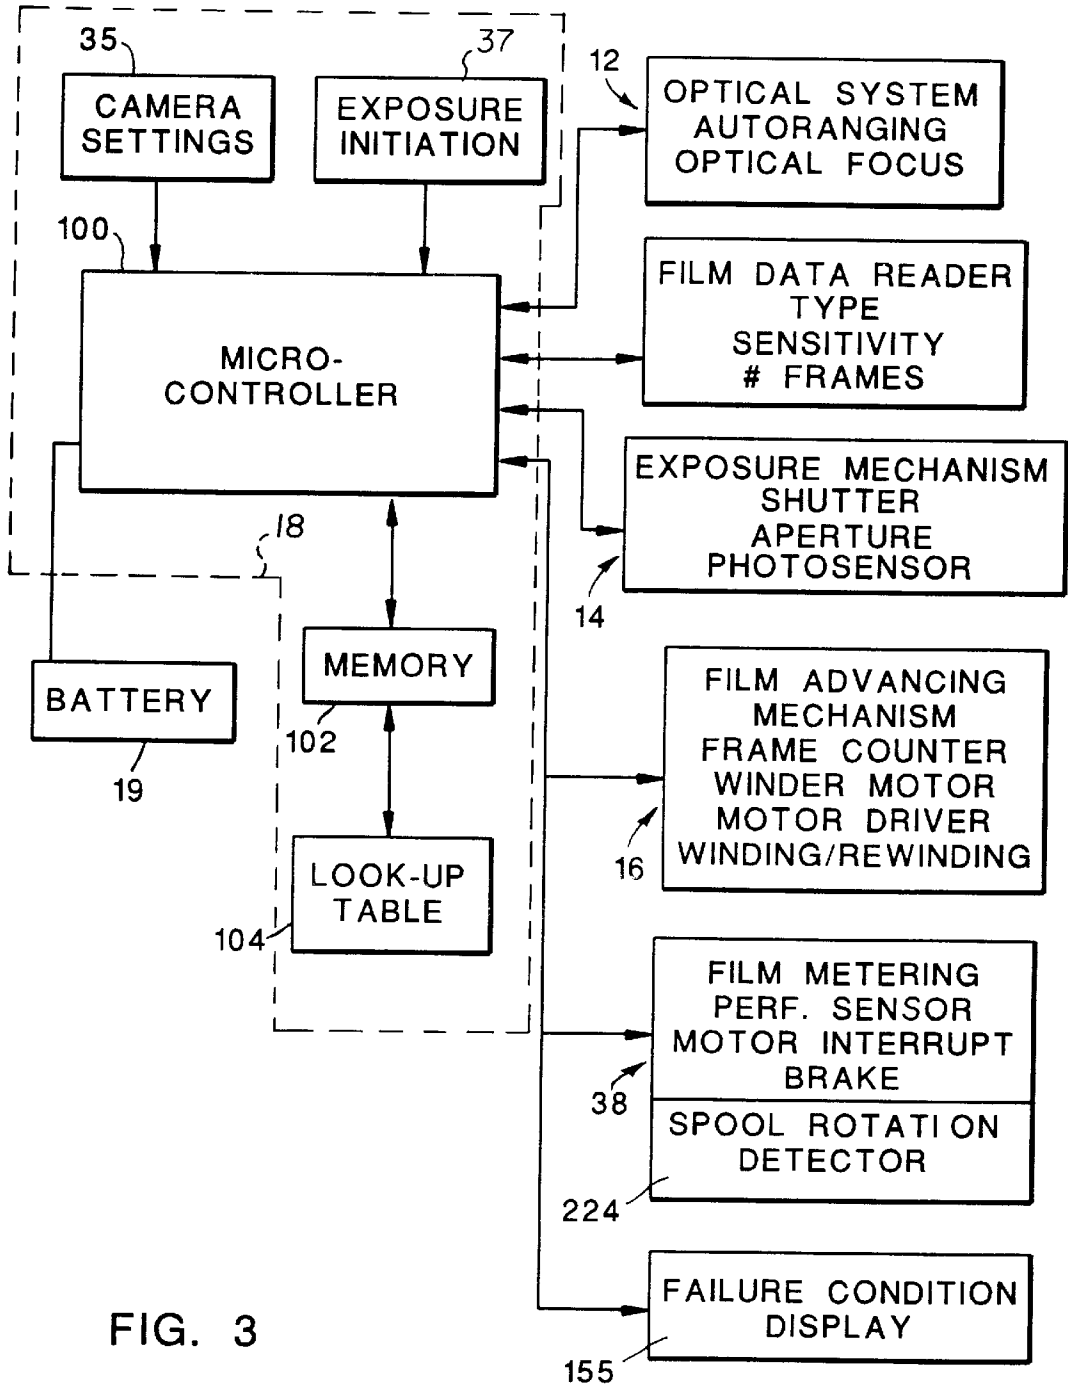 35
CAMERA
SETTINGS
37
EXPOSURE
INITIATION
12
OPTICAL SYSTEM
AUTORANGING
OPTICAL FOCUS
100
MICRO-
CONTROLLER
FILM DATA READER
TYPE
SENSITIVITY
# FRAMES
EXPOSURE MECHANISM
SHUTTER
APERTURE
PHOTOSENSOR
14
18
BATTERY
19
MEMORY
102
LOOK-UP
TABLE
104
FILM ADVANCING
MECHANISM
FRAME COUNTER
WINDER MOTOR
MOTOR DRIVER
WINDING/REWINDING
16
FILM METERING
PERF. SENSOR
MOTOR INTERRUPT
BRAKE
38
SPOOL ROTATION
DETECTOR
224
FAILURE CONDITION
DISPLAY
155
FIG. 3